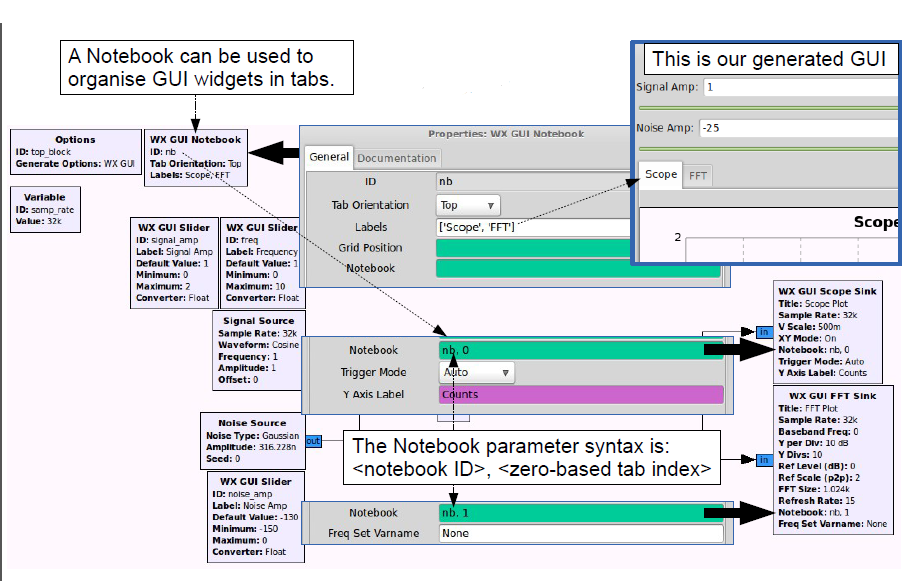 A Notebook can be used to
organise GUI widgets in tabs.
This is our generated GUI
Signal Amp: 1
Noise Amp: -25
Scope FFT
Scope
2
Options
ID: top_block
Generate Options: WX GUI
WX GUI Notebook
ID: nb
Tab Orientation: Top
Labels: Scope, FFT
Properties: WX GUI Notebook
General Documentation
ID nb
Tab Orientation Top
Labels ['Scope', 'FFT']
Grid Position
Notebook
Variable
ID: samp_rate
Value: 32k
WX GUI Slider
ID: signal_amp
Label: Signal Amp
Default Value: 1
Minimum: 0
Maximum: 2
Converter: Float
WX GUI Slider
ID: freq
Label: Frequency
Default Value: 1
Minimum: 0
Maximum: 10
Converter: Float
Signal Source
Sample Rate: 32k
Waveform: Cosine
Frequency: 1
Amplitude: 1
Offset: 0
Notebook nb, 0
Trigger Mode Auto
Y Axis Label Counts
in
WX GUI Scope Sink
Title: Scope Plot
Sample Rate: 32k
V Scale: 500m
XY Mode: On
Notebook: nb, 0
Trigger Mode: Auto
Y Axis Label: Counts
Noise Source
Noise Type: Gaussian
Amplitude: 316.228n
Seed: 0
out
The Notebook parameter syntax is:
<notebook ID>, <zero-based tab index>
in
WX GUI FFT Sink
Title: FFT Plot
Sample Rate: 32k
Baseband Freq: 0
Y per Div: 10 dB
Y Divs: 10
Ref Level (dB): 0
Ref Scale (p2p): 2
FFT Size: 1.024k
Refresh Rate: 15
Notebook: nb, 1
Freq Set Varname: None
WX GUI Slider
ID: noise_amp
Label: Noise Amp
Default Value: -130
Minimum: -150
Maximum: 0
Converter: Float
Notebook nb, 1
Freq Set Varname None